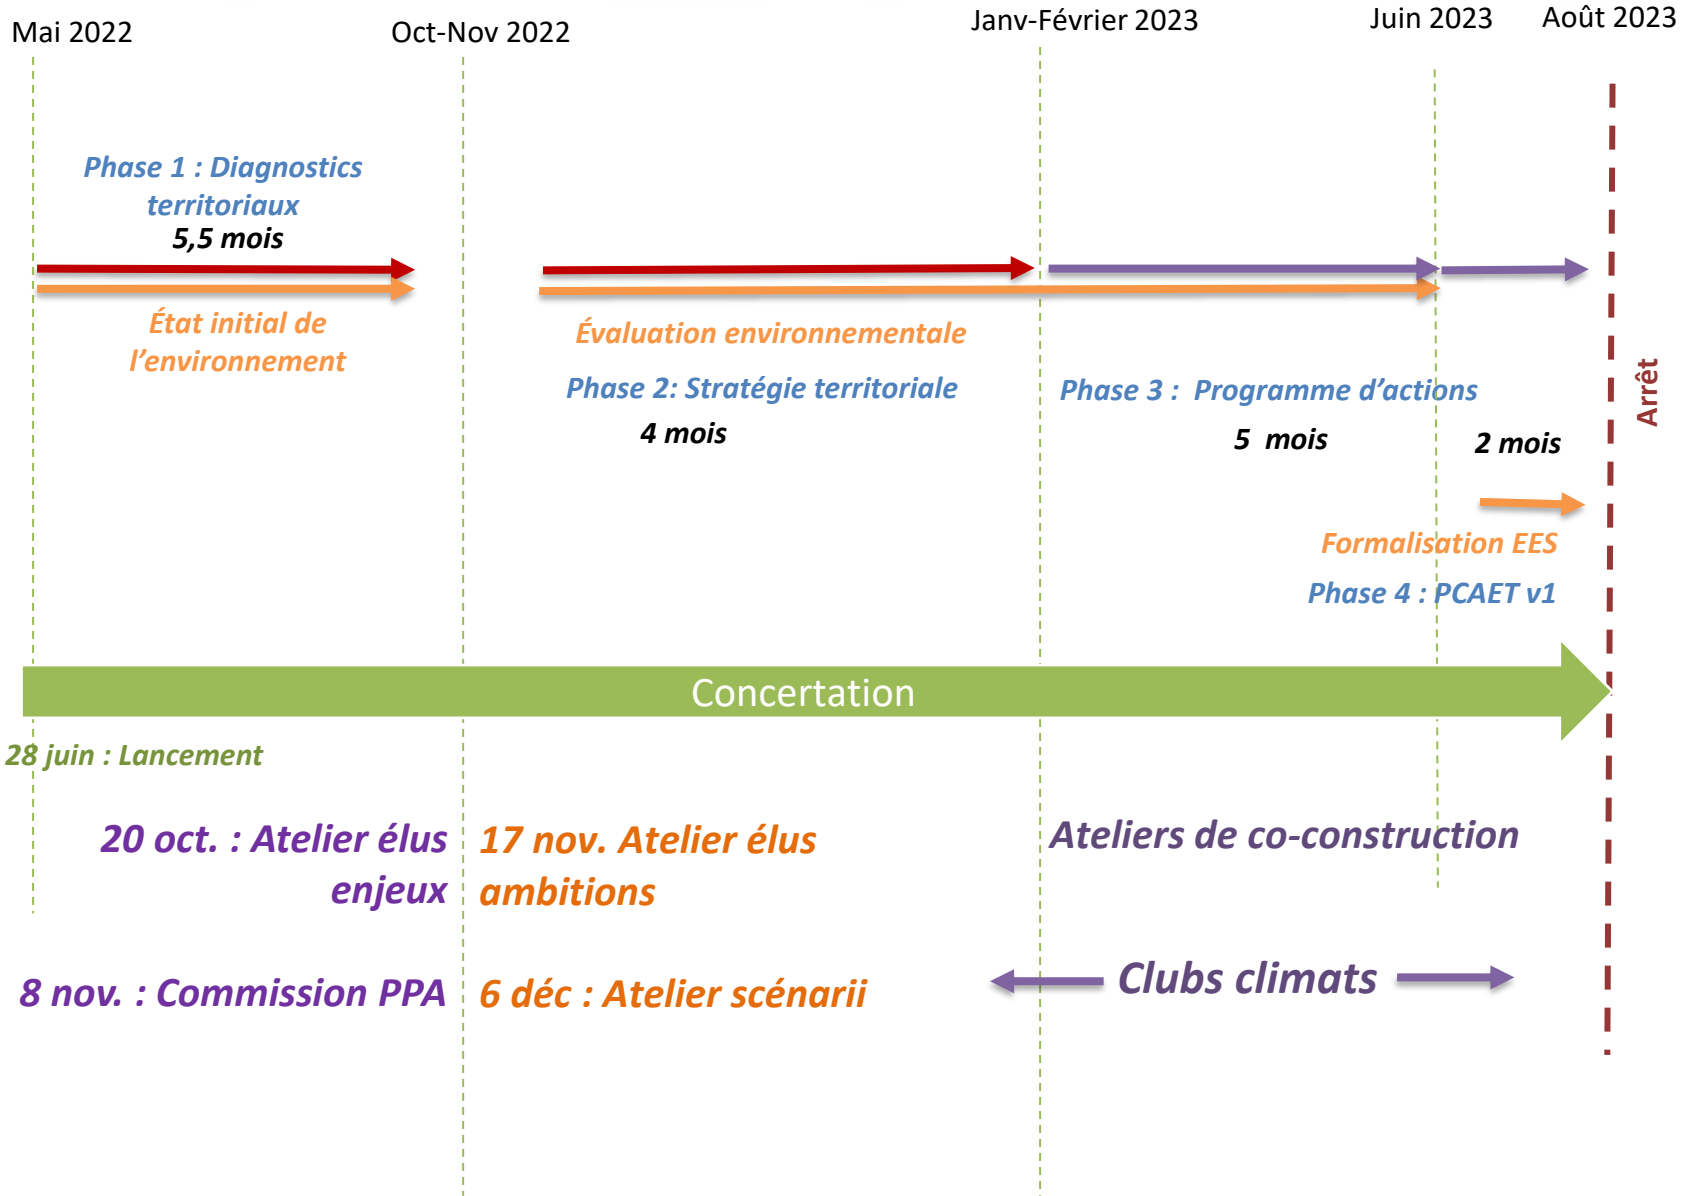 Mai 2022
Oct-Nov 2022
Janv-Février 2023
Juin 2023
Août 2023
Phase 1 : Diagnostics
territoriaux
5,5 mois
État initial de
l’environnement
Évaluation environnementale
Phase 2: Stratégie territoriale
4 mois
Phase 3 :  Programme d’actions
5  mois
2 mois
Arrêt
Formalisation EES
Phase 4 : PCAET v1
Concertation
28 juin : Lancement
20 oct. : Atelier élus
enjeux
17 nov. Atelier élus
ambitions
Ateliers de co-construction
8 nov. : Commission PPA
6 déc : Atelier scénarii
Clubs climats